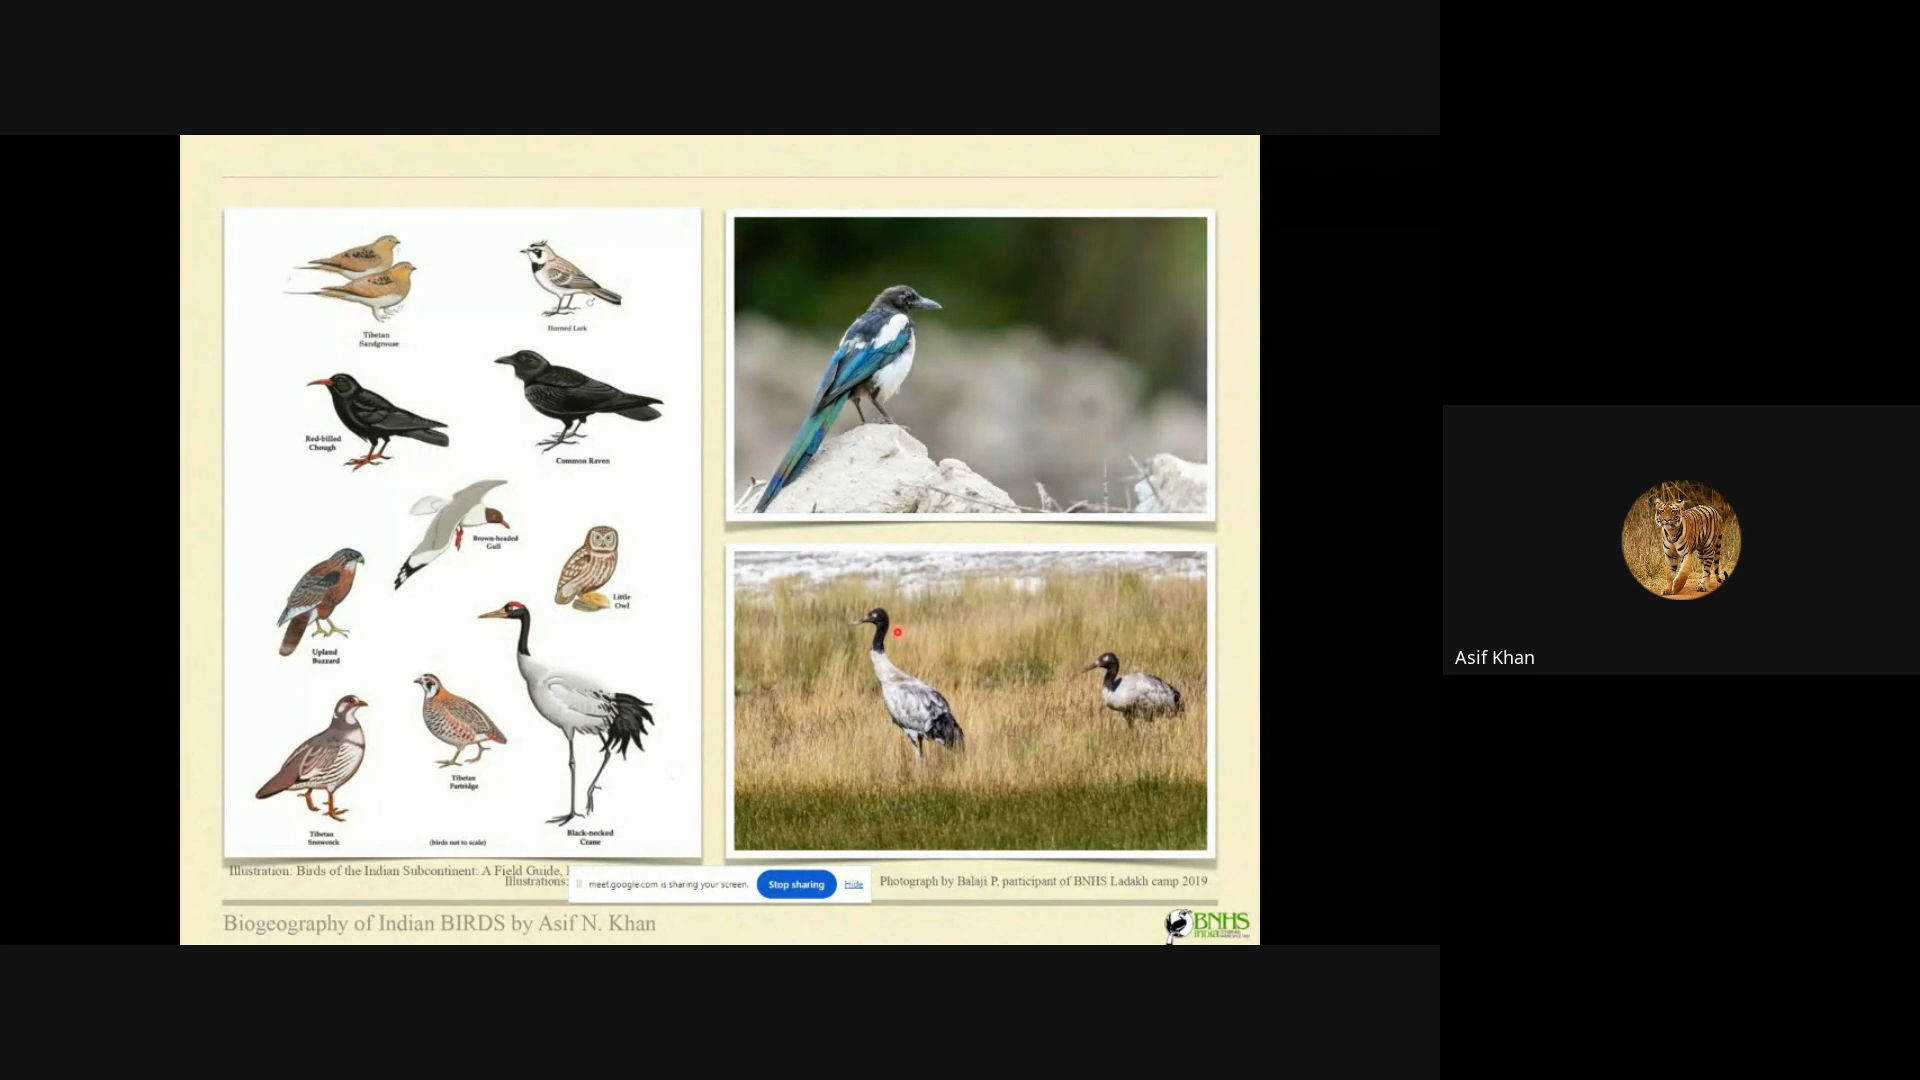 Tibetan
Sandgrouse
Horned Lark
Red-billed
Chough
Common Raven
Brown-headed
Gull
Little
Owl
Upland
Buzzard
Tibetan
Partridge
Tibetan
Snowcock
(birds not to scale)
Black-necked
Crane
Illustration: Birds of the Indian Subcontinent: A Field Guide,
Illustrations:
meet.google.com is sharing your screen.
Stop sharing
Hide
Photograph by Balaji P, participant of BNHS Ladakh camp 2019
Biogeography of Indian BIRDS by Asif N. Khan
BNHS
India
Asif Khan